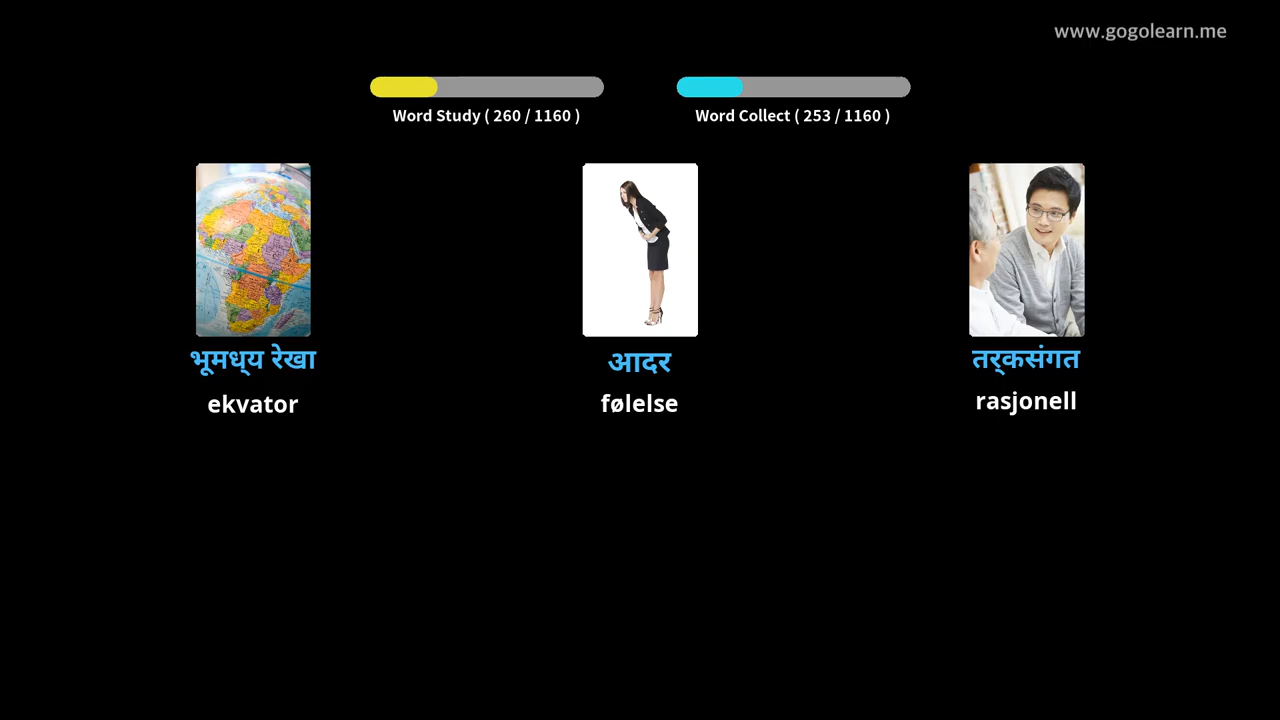 www.gogolearn.me
Word Study ( 260 / 1160 )
Word Collect ( 253 / 1160 )
भूमध्य रेखा
आदर
तर्कसंगत
ekvator
følelse
rasjonell